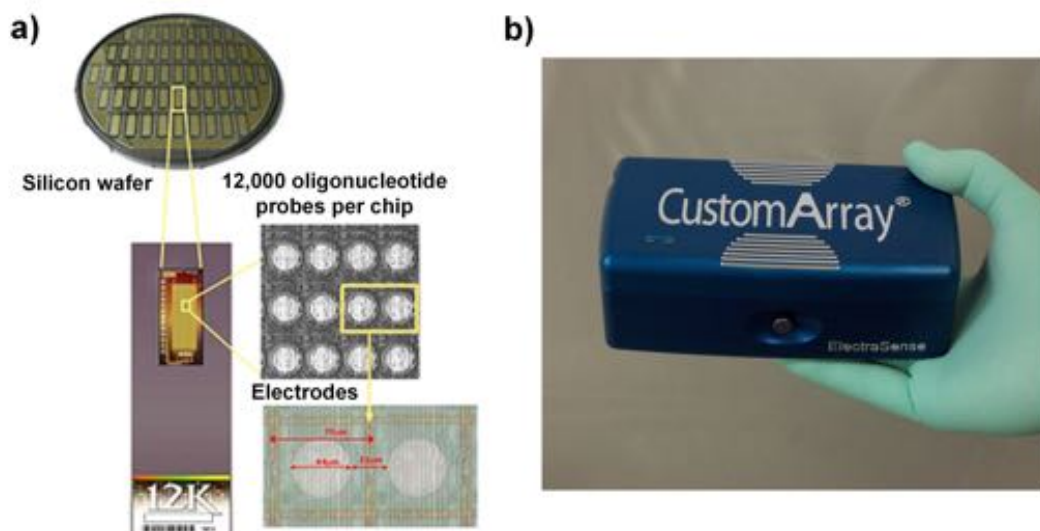 a)
b)
Silicon wafer
12,000 oligonucleotide
probes per chip
Electrodes
12K
CustomArray®
ElectraSense